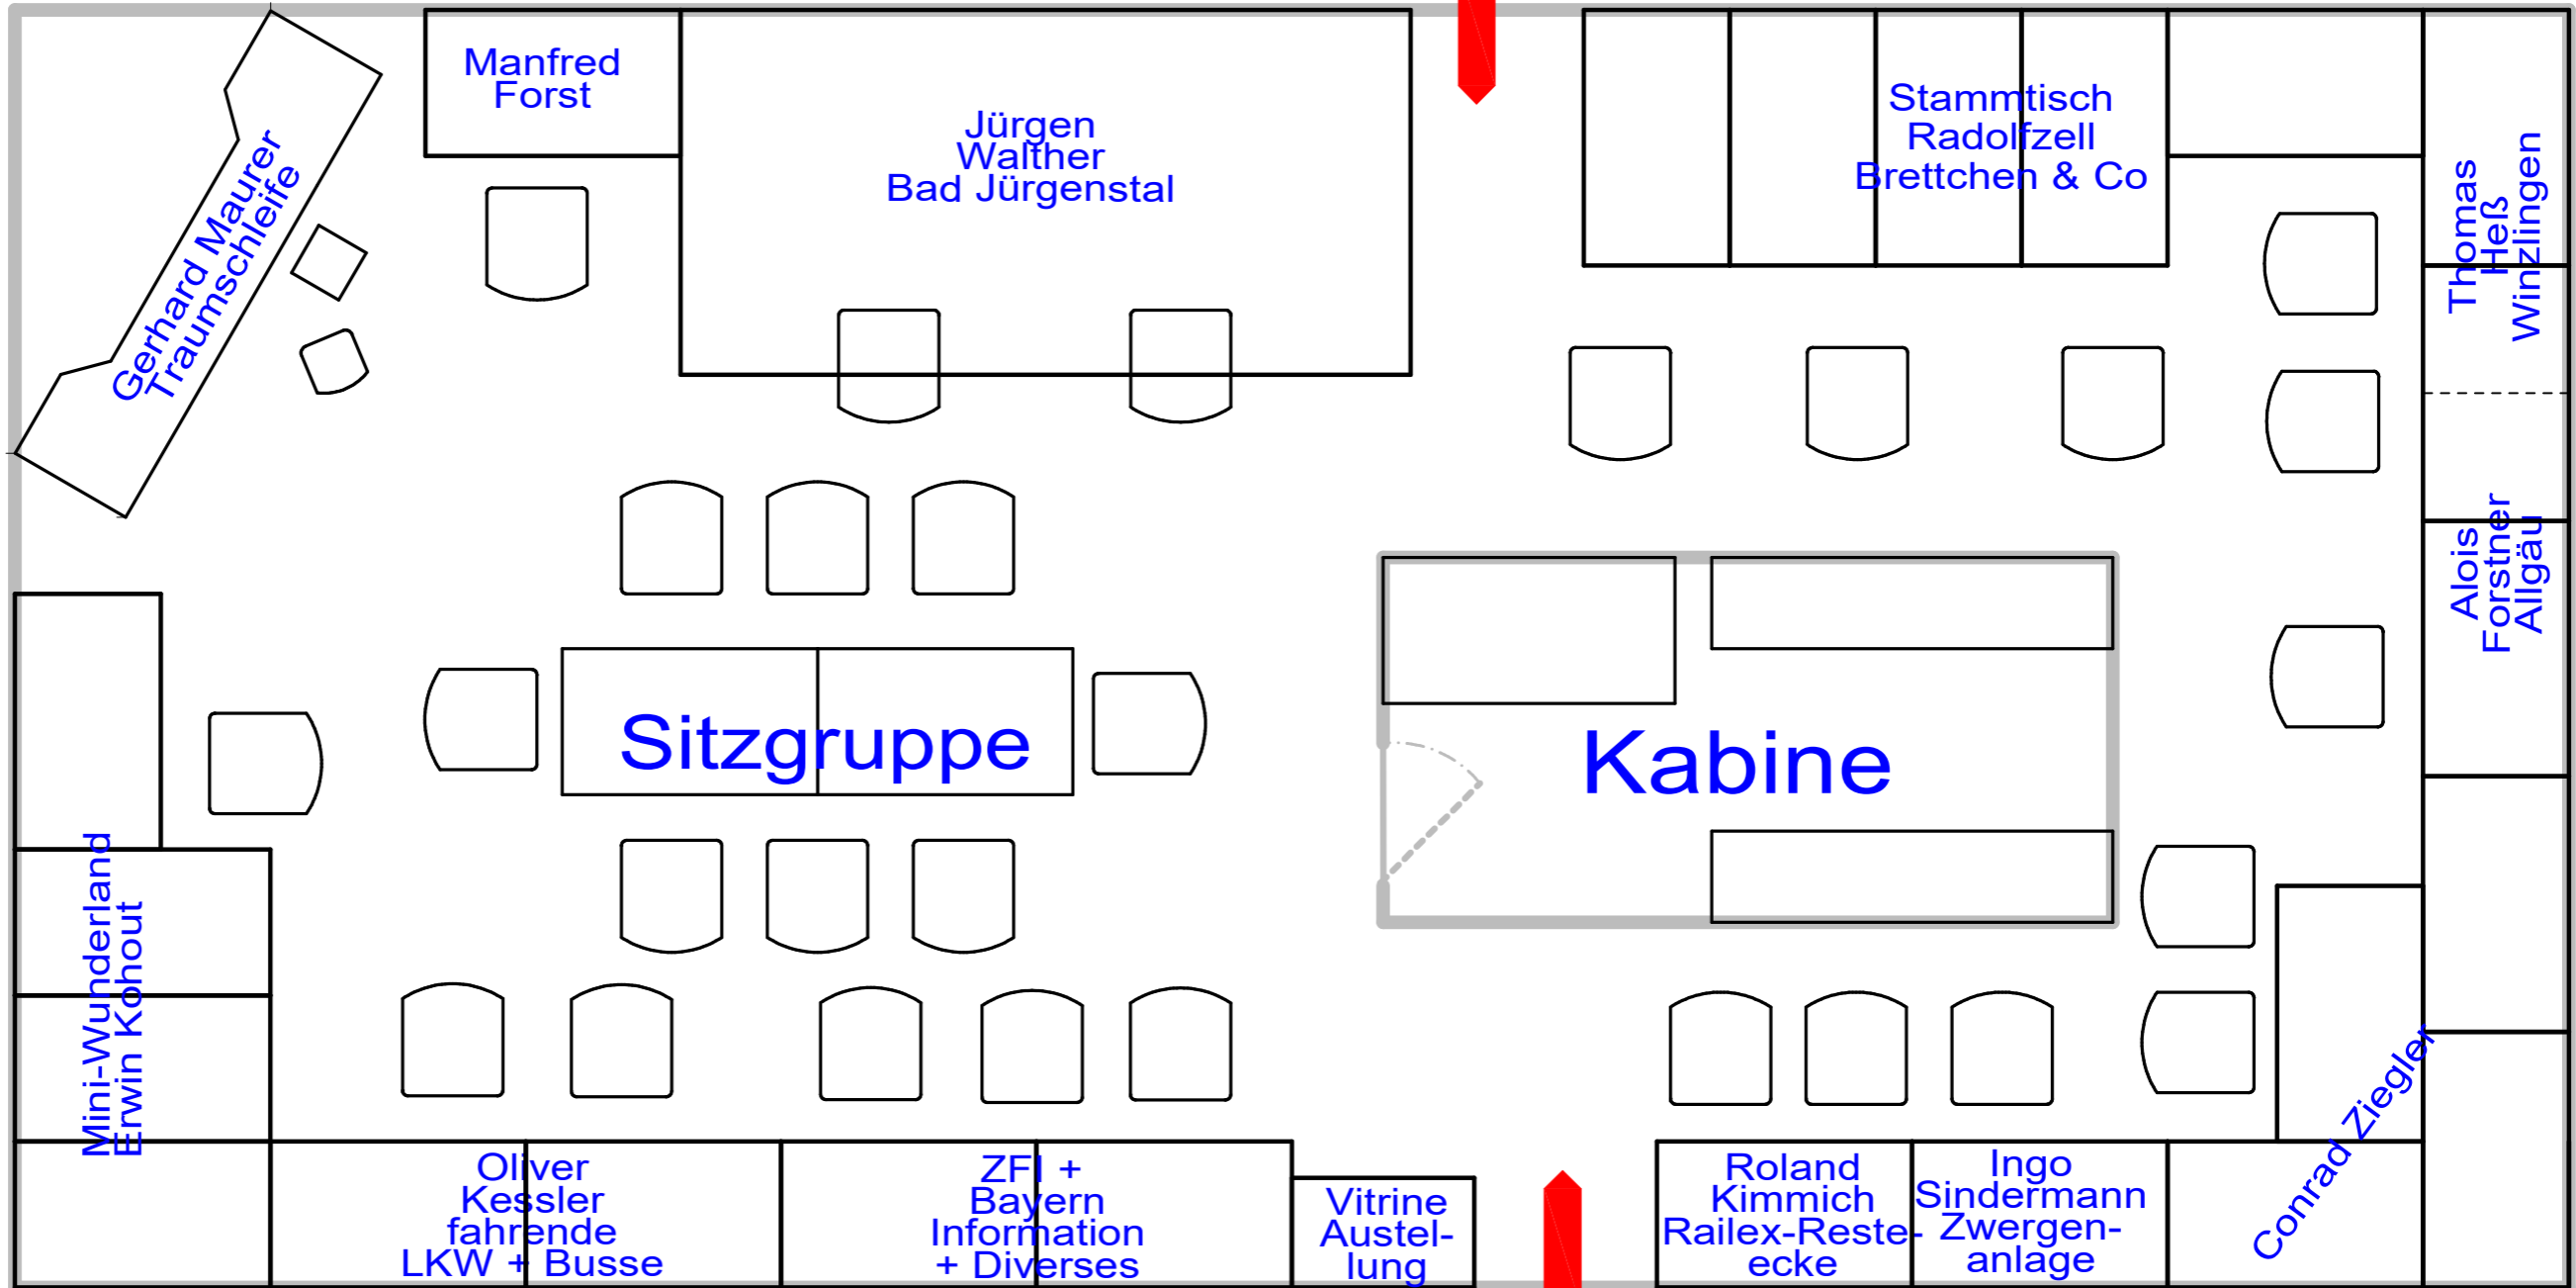 Manfred
Forst
Jürgen
Walther
Bad Jürgenstal
Stammtisch
Radolfzell
Brettchen & Co
Thomas
Heß
Winzlingen
Gerhard Maurer
Traumschleife
Alois
Forstner
Allgäu
Sitzgruppe
Kabine
Mini-Wunderland
Erwin Kohout
Oliver
Kessler
fahrende
LKW + Busse
ZFI +
Bayern
Information
+ Diverses
Vitrine
Austel-
lung
Roland
Kimmich
Railex-Reste-
ecke
Ingo
Sindermann
Zwergen-
anlage
Conrad Ziegler